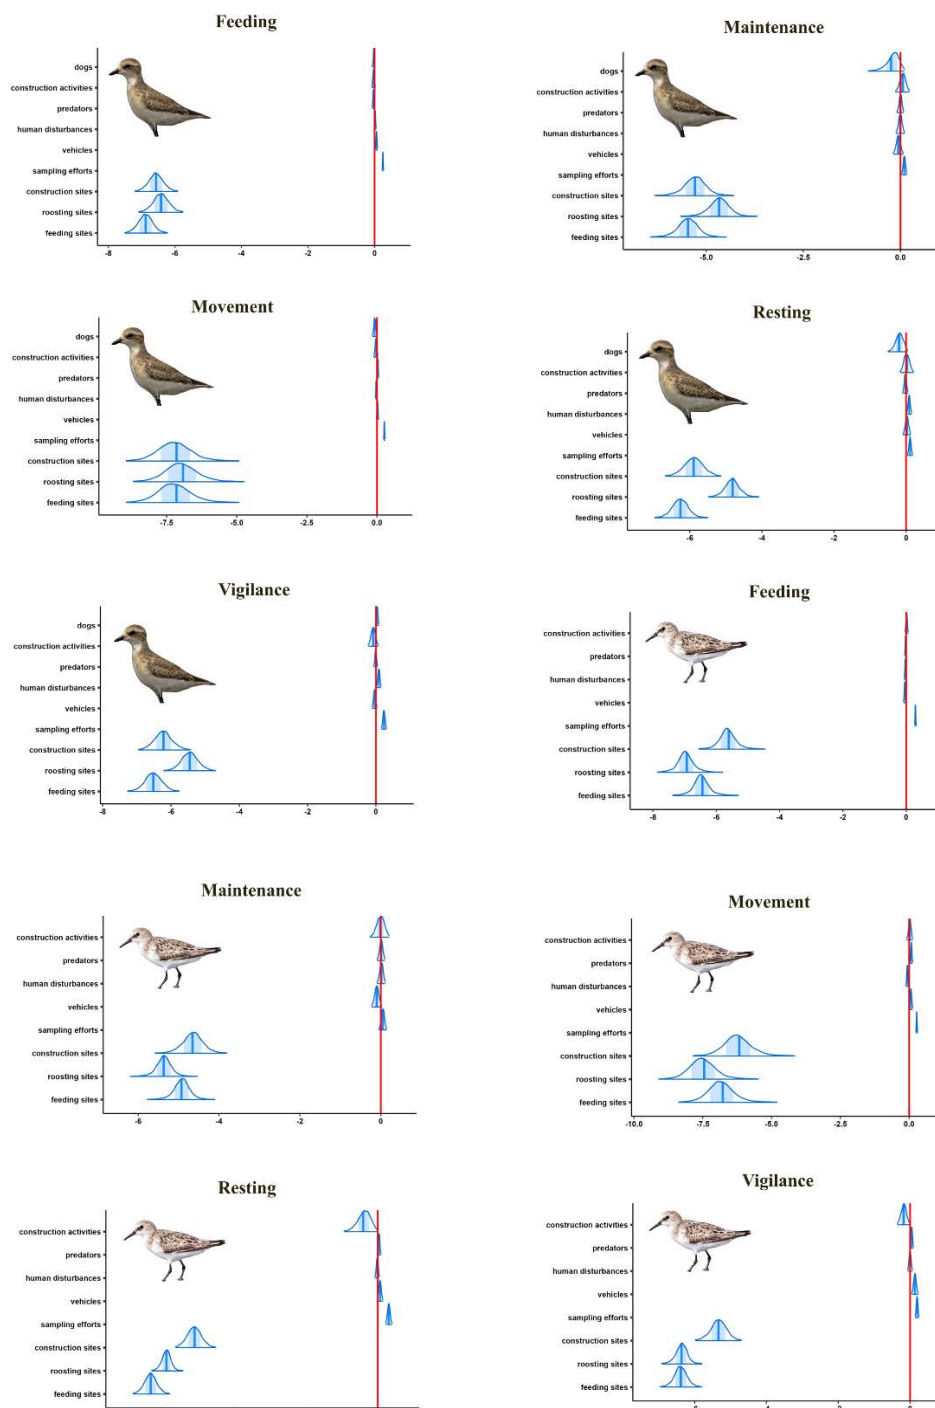 Feeding
dogs
construction activities
predators
human disturbances
vehicles
sampling efforts
construction sites
roosting sites
feeding sites
-8 -6 -4 -2 0
Maintenance
dogs
construction activities
predators
human disturbances
vehicles
sampling efforts
construction sites
roosting sites
feeding sites
-5.0 -2.5 0.0
Movement
dogs
construction activities
predators
human disturbances
vehicles
sampling efforts
construction sites
roosting sites
feeding sites
-7.5 -5.0 -2.5 0.0
Resting
dogs
construction activities
predators
human disturbances
vehicles
sampling efforts
construction sites
roosting sites
feeding sites
-6 -4 -2 0
Vigilance
dogs
construction activities
predators
human disturbances
vehicles
sampling efforts
construction sites
roosting sites
feeding sites
-8 -6 -4 -2 0
Feeding
construction activities
predators
human disturbances
vehicles
sampling efforts
construction sites
roosting sites
feeding sites
-8 -6 -4 -2 0
Maintenance
construction activities
predators
human disturbances
vehicles
sampling efforts
construction sites
roosting sites
feeding sites
-6 -4 -2 0
Movement
construction activities
predators
human disturbances
vehicles
sampling efforts
construction sites
roosting sites
feeding sites
-10.0 -7.5 -5.0 -2.5 0.0
Resting
construction activities
predators
human disturbances
vehicles
sampling efforts
construction sites
roosting sites
feeding sites
Vigilance
construction activities
predators
human disturbances
vehicles
sampling efforts
construction sites
roosting sites
feeding sites